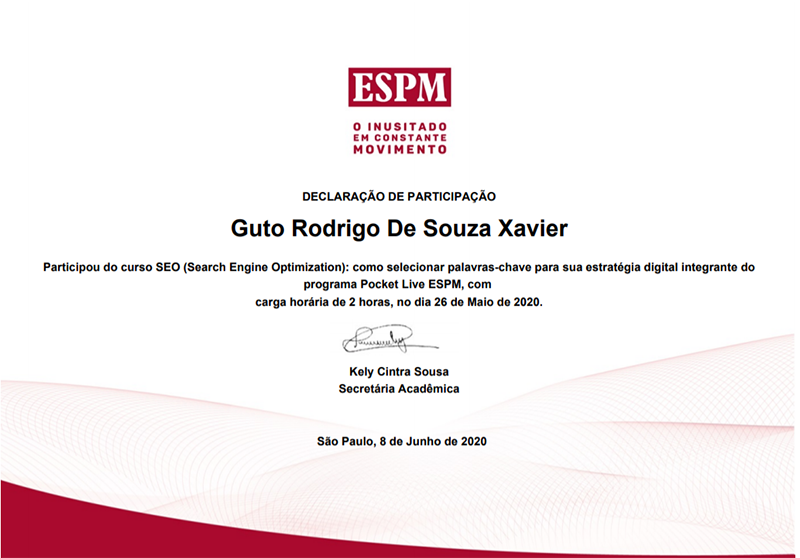 ESPM
O INUSITADO
EM CONSTANTE
MOVIMENTO
DECLARAÇÃO DE PARTICIPAÇÃO
Guto Rodrigo De Souza Xavier
Participou do curso SEO (Search Engine Optimization): como selecionar palavras-chave para sua estratégia digital integrante do
programa Pocket Live ESPM, com
carga horária de 2 horas, no dia 26 de Maio de 2020.
Kely Cintra Sousa
Secretária Acadêmica
São Paulo, 8 de Junho de 2020